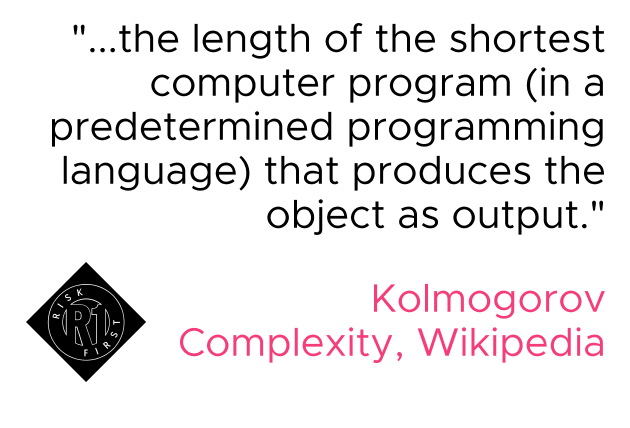 "...the length of the shortest
computer program (in a
predetermined programming
language) that produces the
object as output."
RISK
R1
FIRST
Kolmogorov
Complexity, Wikipedia